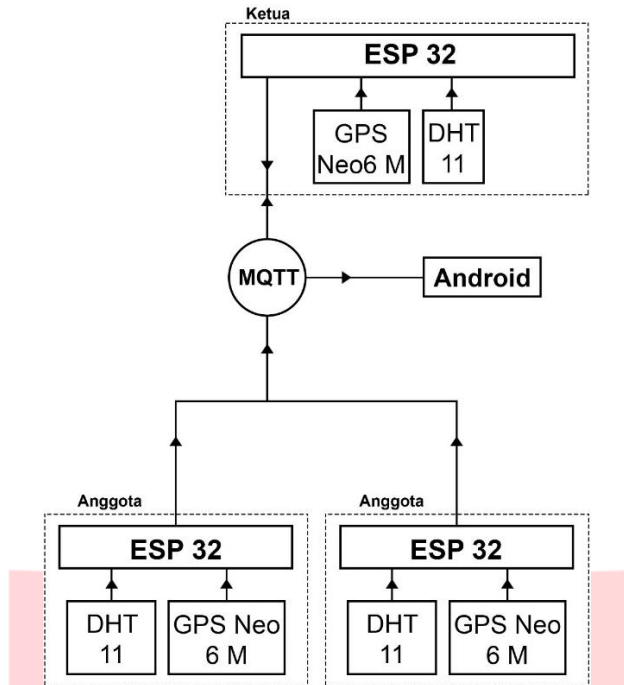 Ketua
ESP 32
GPS
Neo6 M
DHT
11
MQTT
Android
Anggota
ESP 32
DHT
11
GPS Neo
6 M
Anggota
ESP 32
DHT
11
GPS Neo
6 M